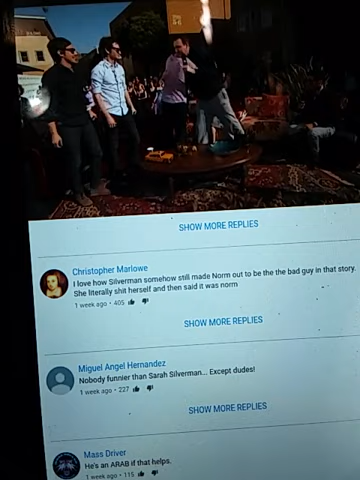 SHOW MORE REPLIES
Christopher Marlowe
I love how Silverman somehow still made Norm out to be the the bad guy in that story.
She literally shit herself and then said it was norm
1 week ago • 405
SHOW MORE REPLIES
Miguel Angel Hernandez
Nobody funnier than Sarah Silverman... Except dudes!
1 week ago • 227
SHOW MORE REPLIES
Mass Driver
He's an ARAB if that helps.
1 week ago • 115